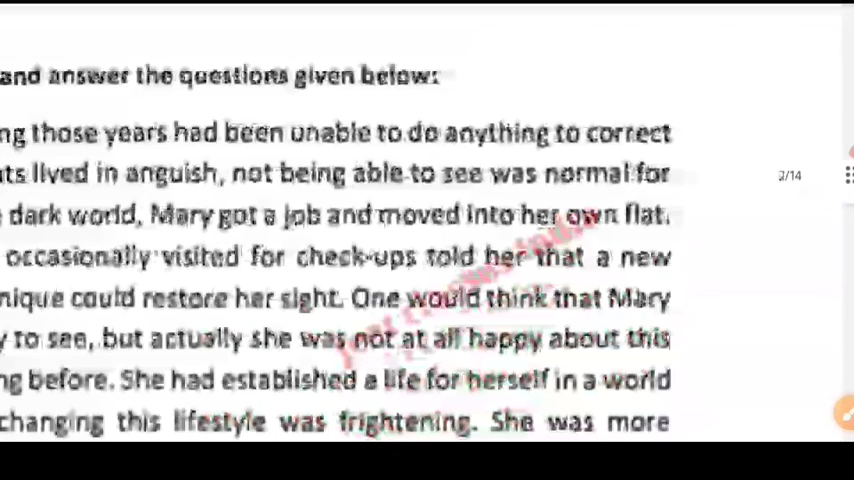 and answer the questions given below:
ng those years had been unable to do anything to correct
ts lived in anguish, not being able to see was normal for
dark world, Mary got a job and moved into her own flat.
occasionally visited for check-ups told her that a new
nique could restore her sight. One would think that Mary
y to see, but actually she was not at all happy about this
ng before. She had established a life for herself in a world
changing this lifestyle was frightening. She was more
2/14